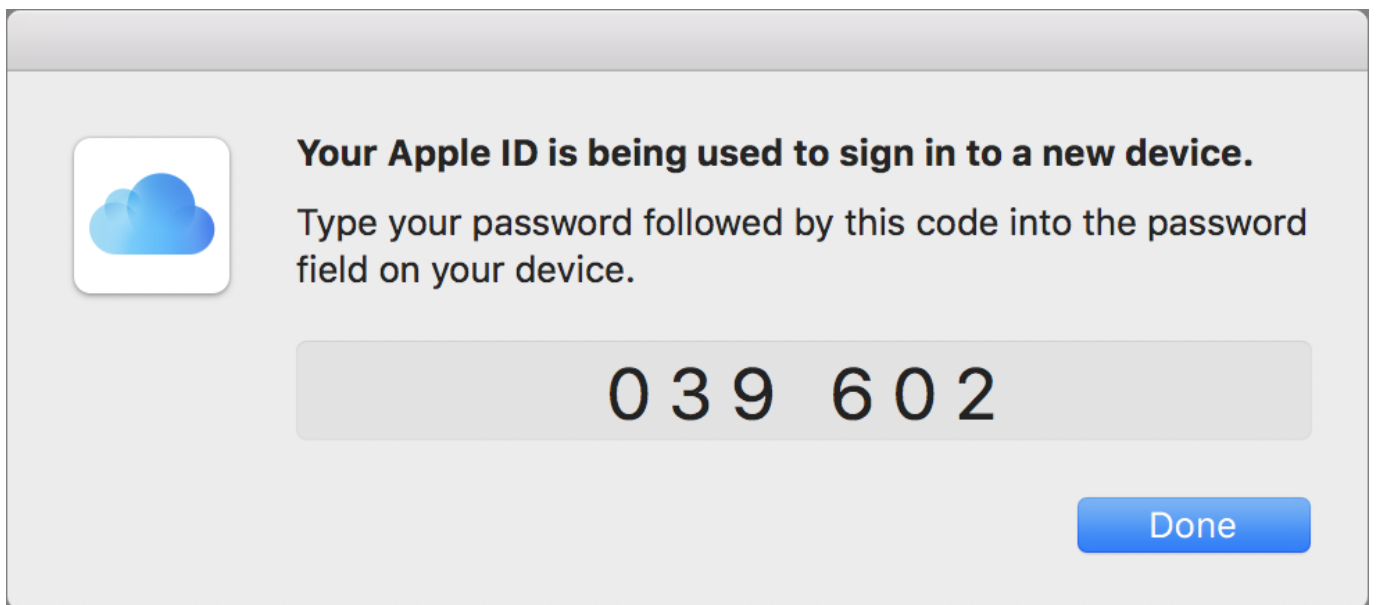 Your Apple ID is being used to sign in to a new device.
Type your password followed by this code into the password
field on your device.
039 602
Done